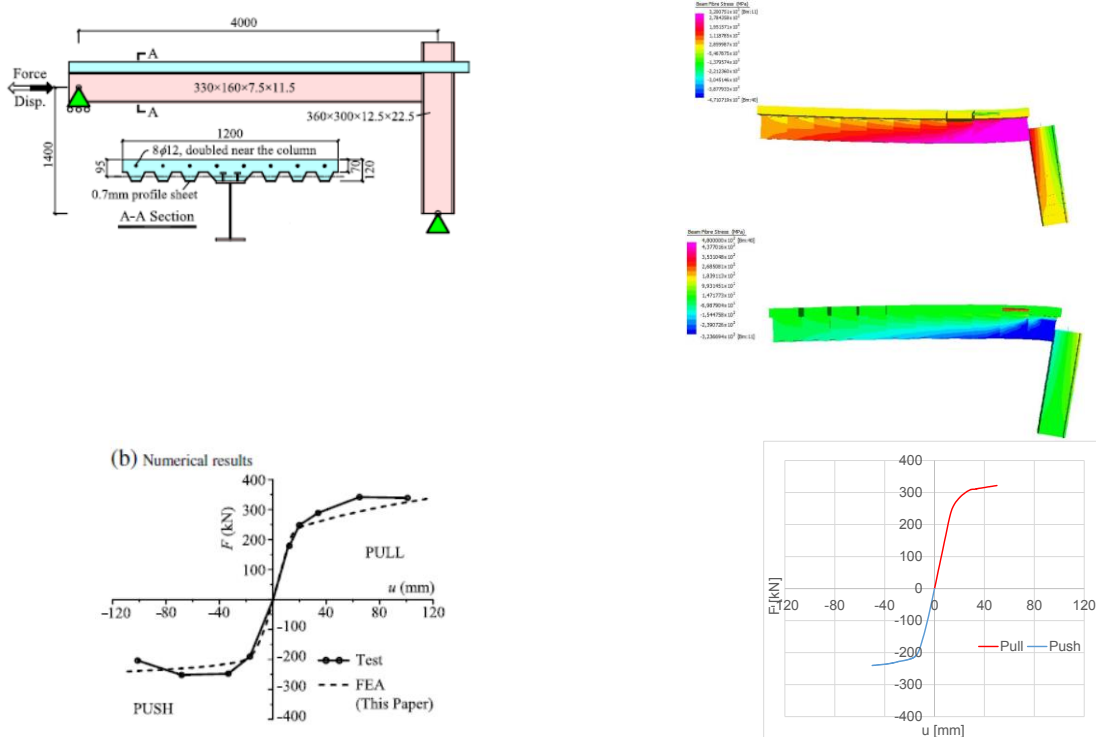 4000
A
Force
Disp.
330×160×7.5×11.5
A
360×300×12.5×22.5
1400
1200
8ϕ12, doubled near the column
95
70
120
0.7mm profile sheet
A-A Section
Beam Fibre Stress [MPa]
Beam Fibre Stress [MPa]
(b) Numerical results
F (kN)
400
300
200
100
PULL
u (mm)
-120
-80
-40
0
40
80
120
-100
-200
-300
-400
Test
FEA
(This Paper)
PUSH
F [kN]
400
300
200
100
0
-120
-80
-40
0
40
80
120
-100
-200
-300
-400
Pull
Push
u [mm]